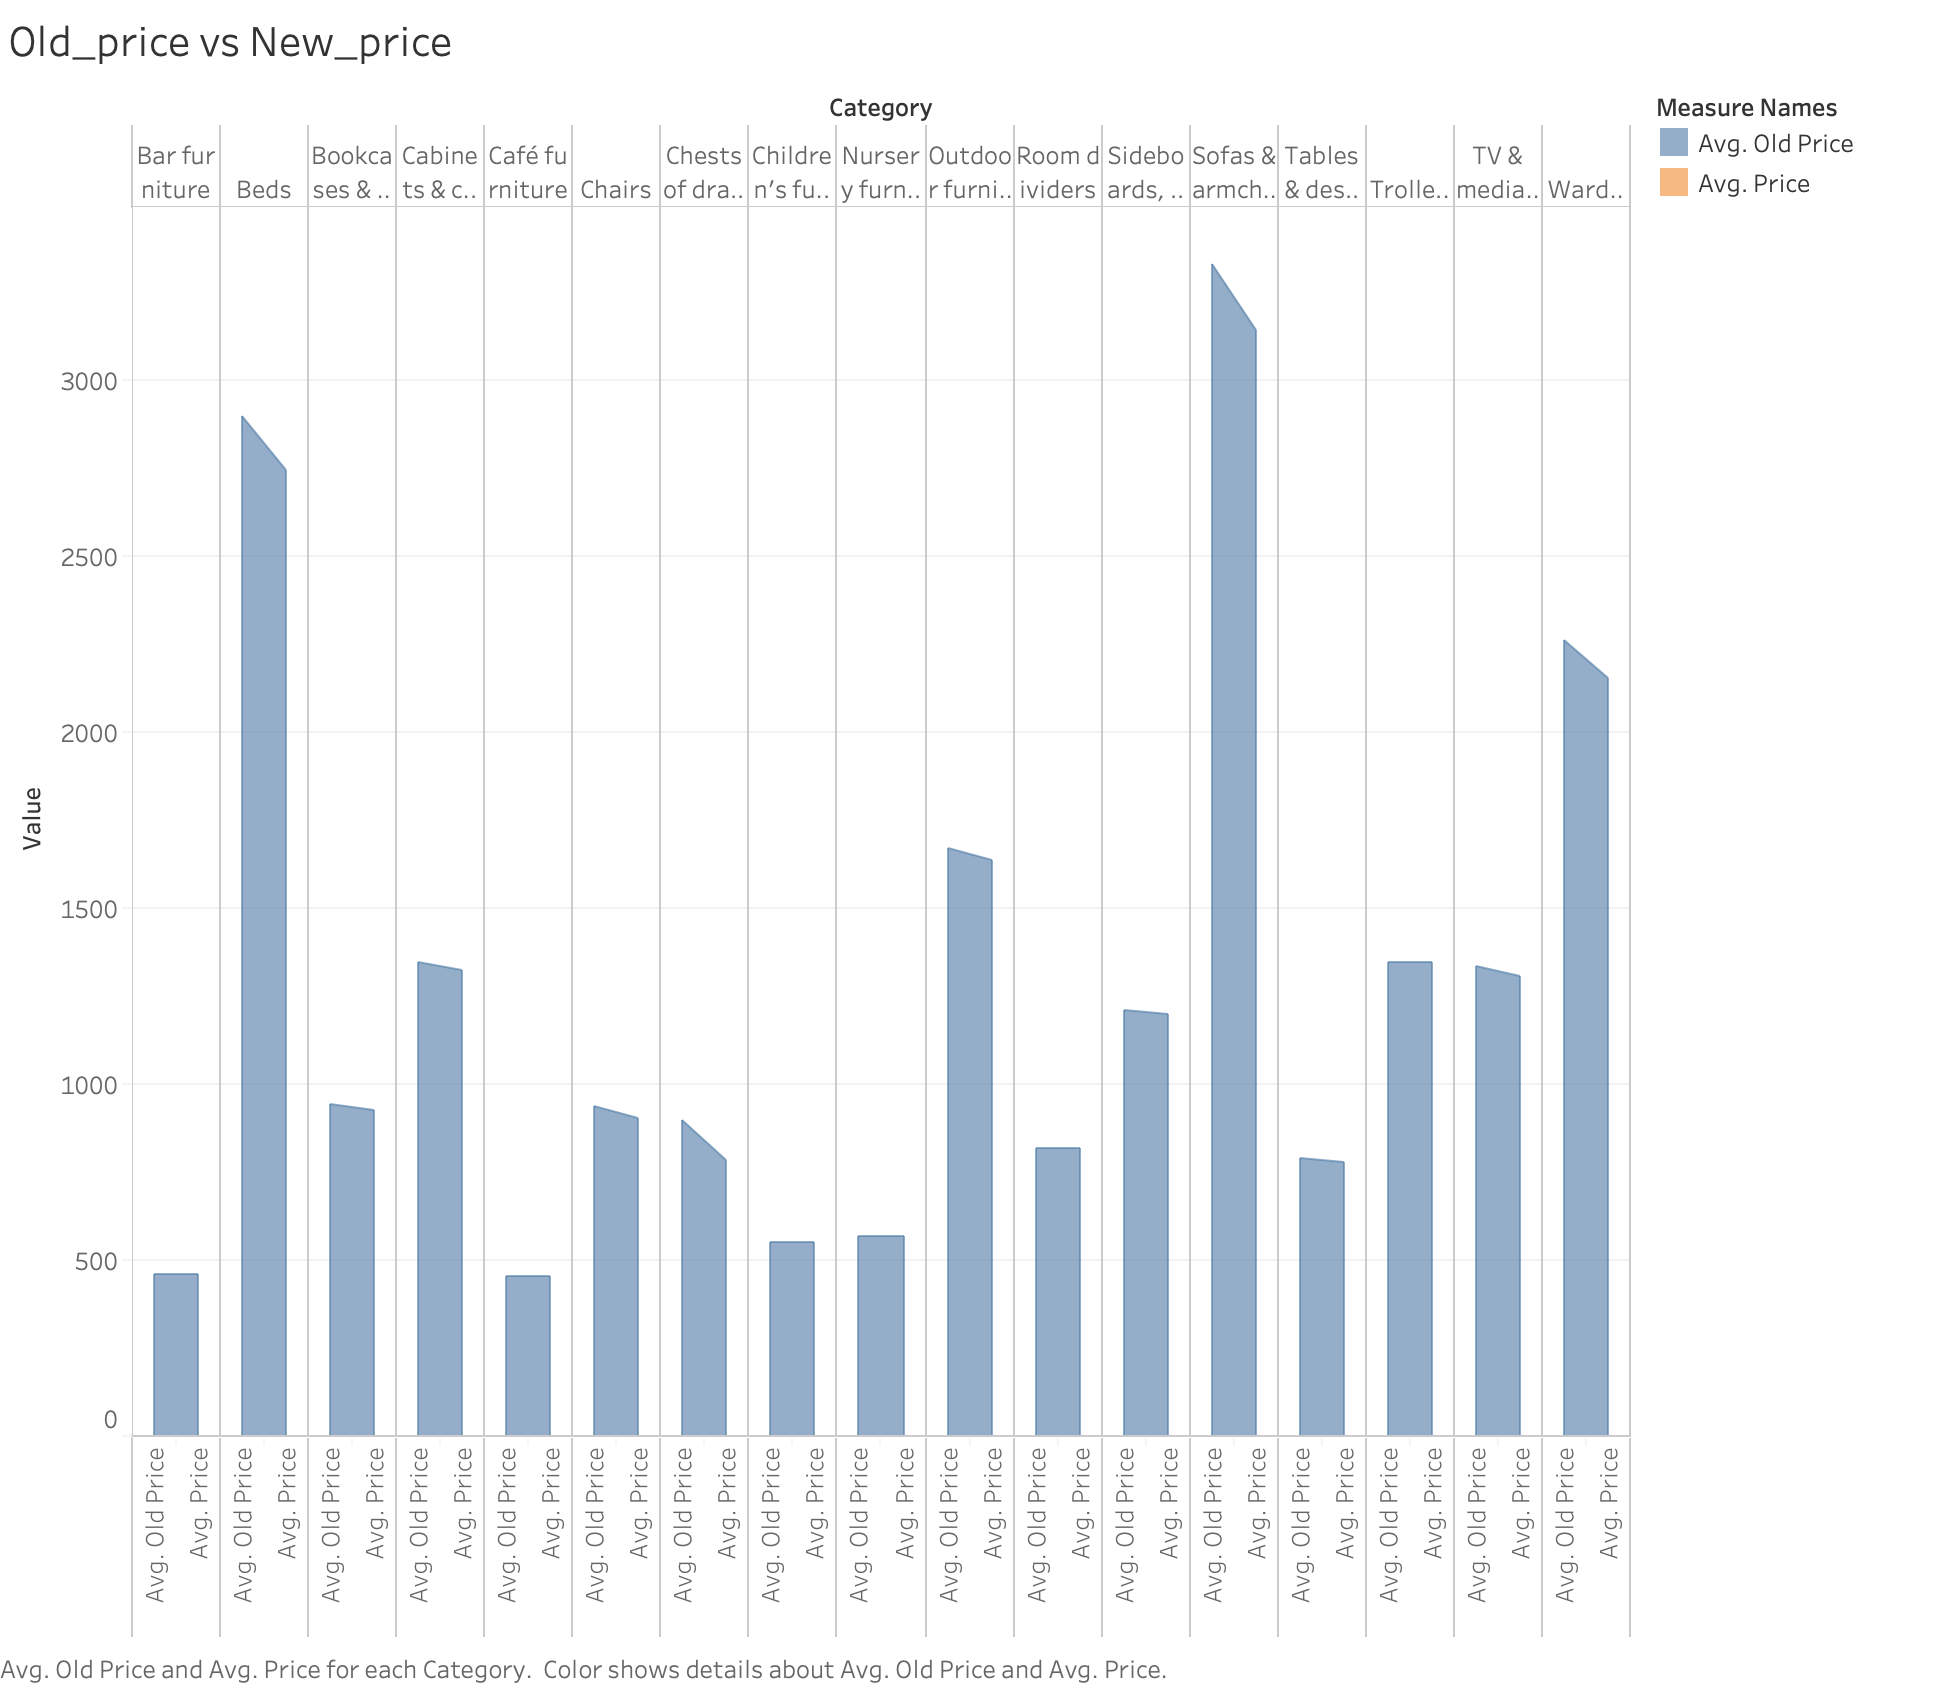 Old_price vs New_price
Category
Measure Names
Avg. Old Price
Avg. Price
Bar fur
niture
Beds
Bookca
ses & ..
Cabine
ts & c..
Café fu
rniture
Chairs
Chests
of dra..
Childre
n’s fu..
Nurser
y furn..
Outdoo
r furni..
Room d
ividers
Sidebo
ards, ..
Sofas &
armch..
Tables
& des..
Trolle..
TV &
media..
Ward..
3000
2500
2000
1500
1000
500
0
Value
Avg. Old Price
Avg. Price
Avg. Old Price
Avg. Price
Avg. Old Price
Avg. Price
Avg. Old Price
Avg. Price
Avg. Old Price
Avg. Price
Avg. Old Price
Avg. Price
Avg. Old Price
Avg. Price
Avg. Old Price
Avg. Price
Avg. Old Price
Avg. Price
Avg. Old Price
Avg. Price
Avg. Old Price
Avg. Price
Avg. Old Price
Avg. Price
Avg. Old Price
Avg. Price
Avg. Old Price
Avg. Price
Avg. Old Price
Avg. Price
Avg. Old Price
Avg. Price
Avg. Old Price
Avg. Price
Avg. Old Price and Avg. Price for each Category.  Color shows details about Avg. Old Price and Avg. Price.